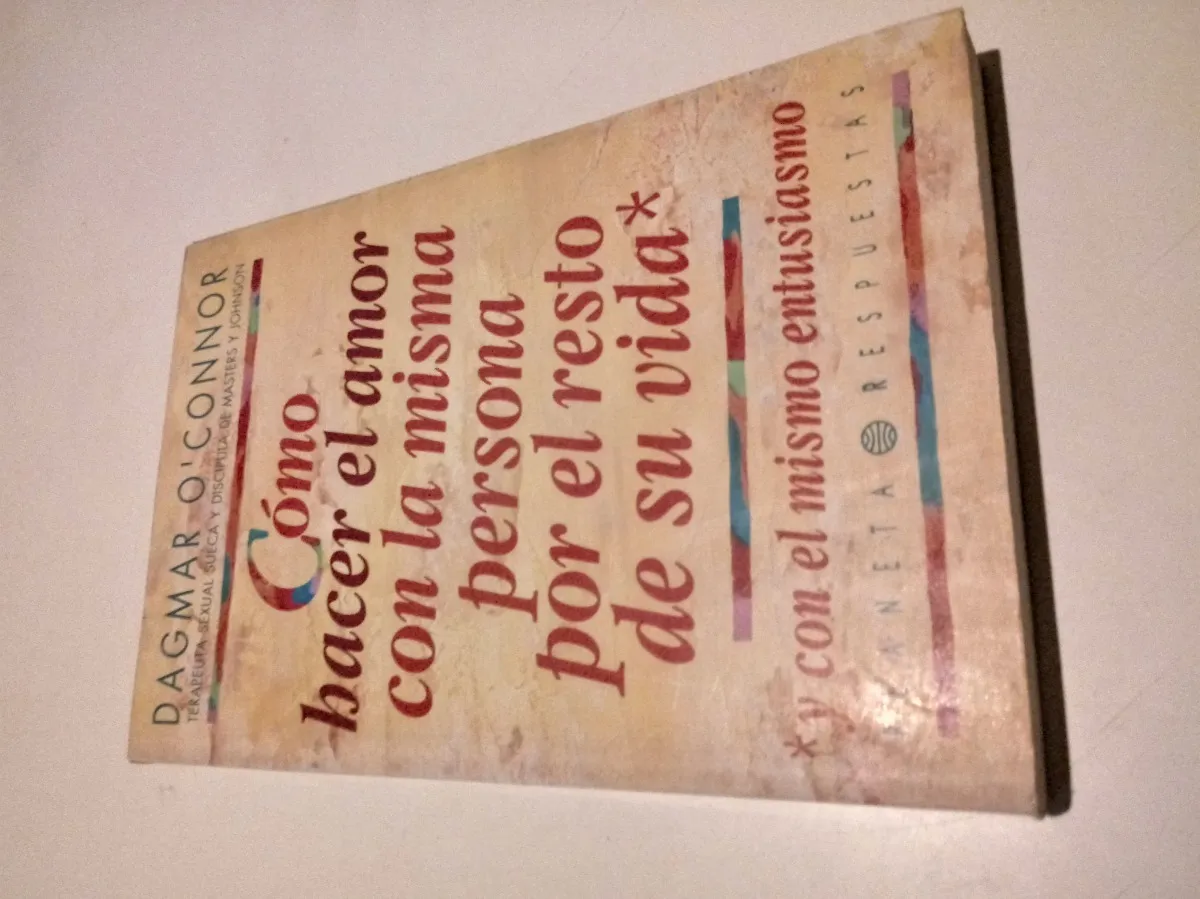 DAGMAR O'CONNOR
TERAPEUTA SEXUAL SUECA Y DISCIPULA DE MASTERS Y JOHNSON
Cómo
hacer el amor
con la misma
persona
por el resto
de su vida*
*y con el mismo entusiasmo
PLANETA RESPUESTAS